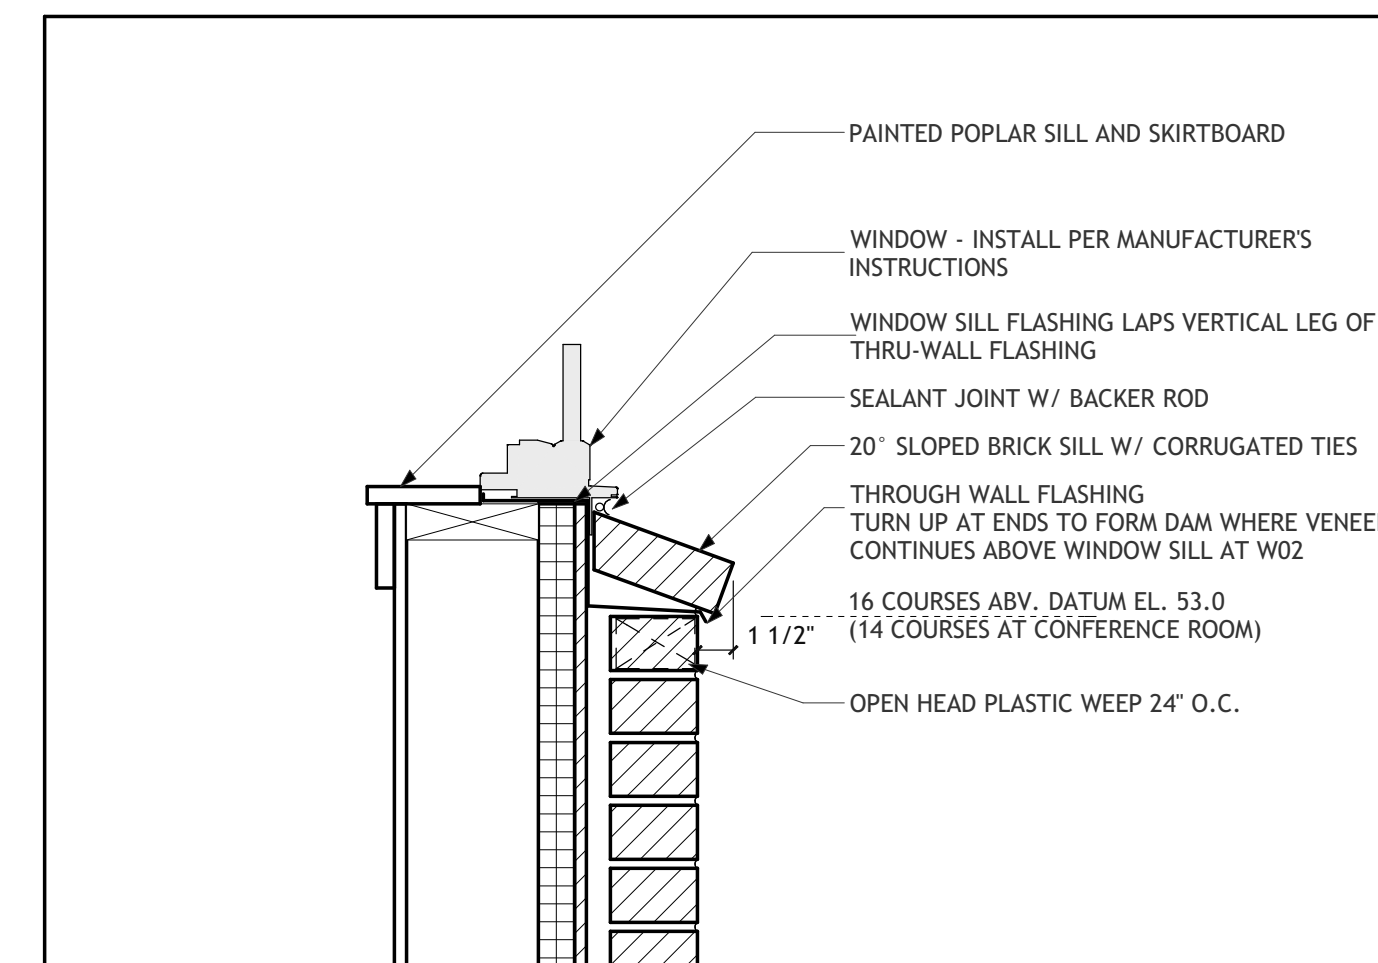 PAINTED POPLAR SILL AND SKIRTBOARD
WINDOW - INSTALL PER MANUFACTURER'S
INSTRUCTIONS
WINDOW SILL FLASHING LAPS VERTICAL LEG OF
THRU-WALL FLASHING
SEALANT JOINT W/ BACKER ROD
20° SLOPED BRICK SILL W/ CORRUGATED TIES
THROUGH WALL FLASHING
TURN UP AT ENDS TO FORM DAM WHERE VENEE
CONTINUES ABOVE WINDOW SILL AT W02
16 COURSES ABV. DATUM EL. 53.0
(14 COURSES AT CONFERENCE ROOM)
1 1/2"
OPEN HEAD PLASTIC WEEP 24" O.C.